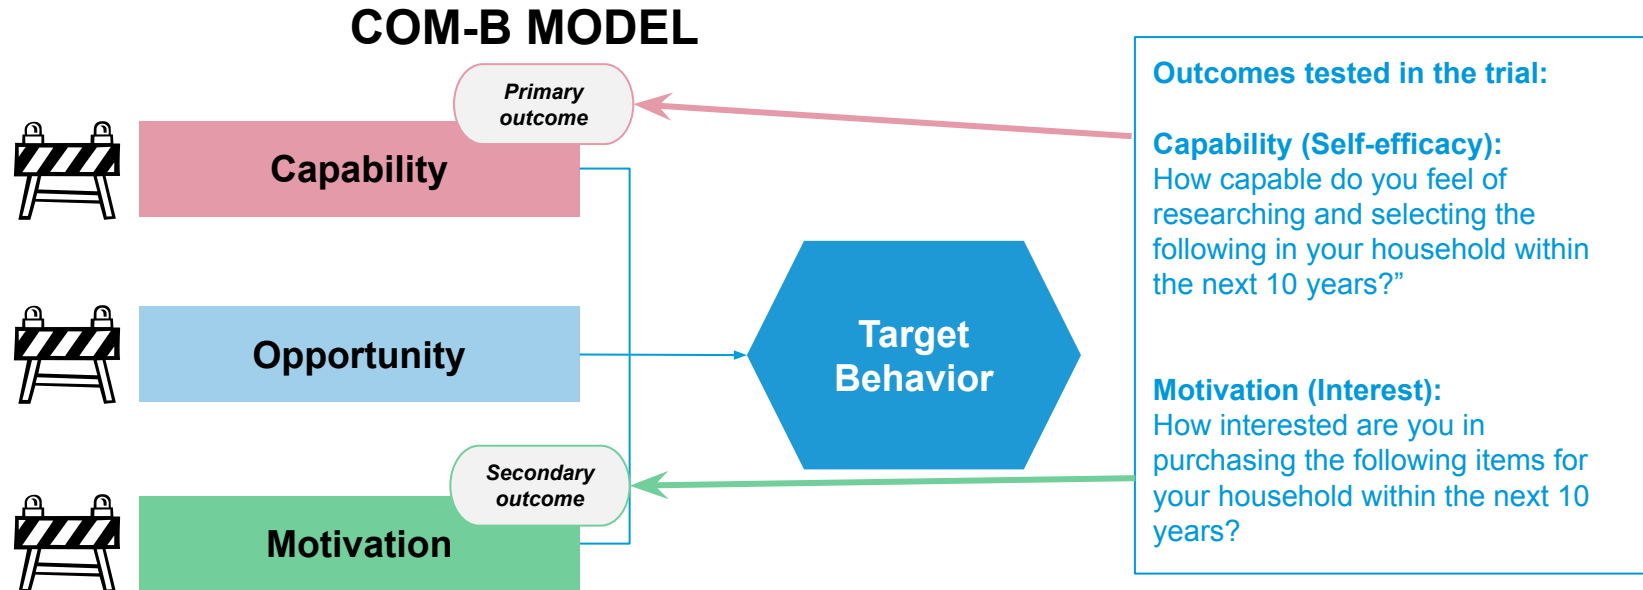 COM-B MODEL
Primary
outcome
Capability
Opportunity
Secondary
outcome
Motivation
Target
Behavior
Outcomes tested in the trial:
Capability (Self-efficacy):
How capable do you feel of
researching and selecting the
following in your household within
the next 10 years?”
Motivation (Interest):
How interested are you in
purchasing the following items for
your household within the next 10
years?